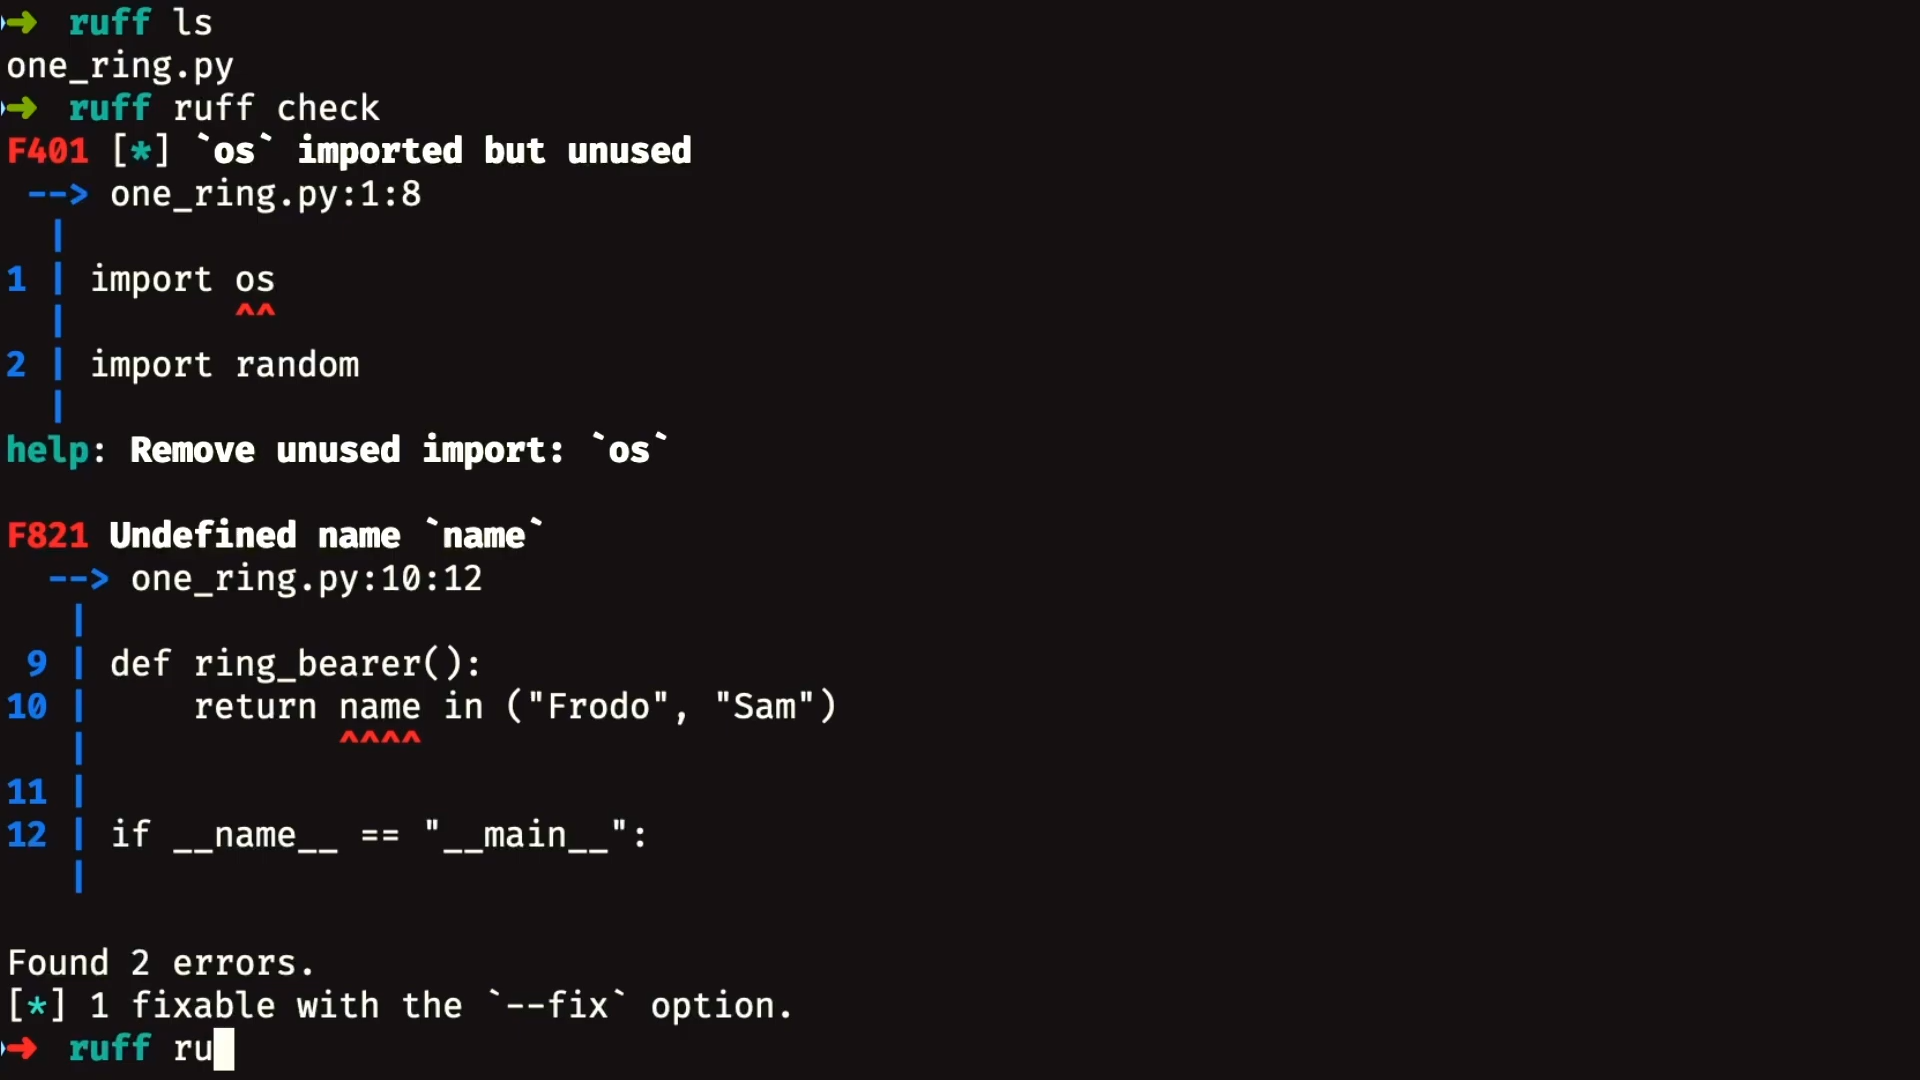 ➜ ruff ls
one_ring.py
➜ ruff ruff check
F401 [*] `os` imported but unused
 --> one_ring.py:1:8
  |
1 | import os
  |        ^^
2 | import random
  |
help: Remove unused import: `os`
F821 Undefined name `name`
  --> one_ring.py:10:12
   |
 9 | def ring_bearer():
10 |     return name in ("Frodo", "Sam")
   |            ^^^^
11 |
12 | if __name__ == "__main__":
   |
Found 2 errors.
[*] 1 fixable with the `--fix` option.
➜ ruff ru